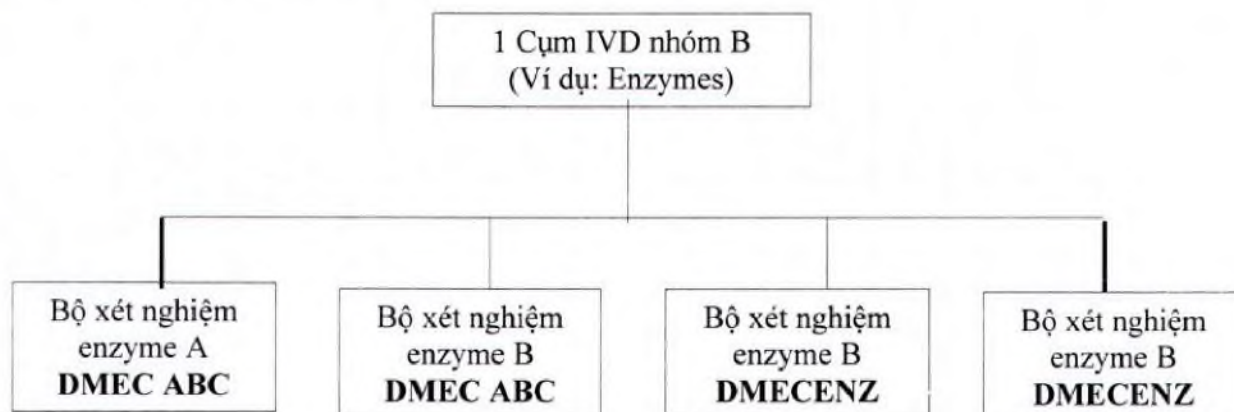 1 Cụm IVD nhóm B
(Ví dụ: Enzymes)
Bộ xét nghiệm
enzyme A
DMEC ABC
Bộ xét nghiệm
enzyme B
DMEC ABC
Bộ xét nghiệm
enzyme B
DMECENZ
Bộ xét nghiệm
enzyme B
DMECENZ